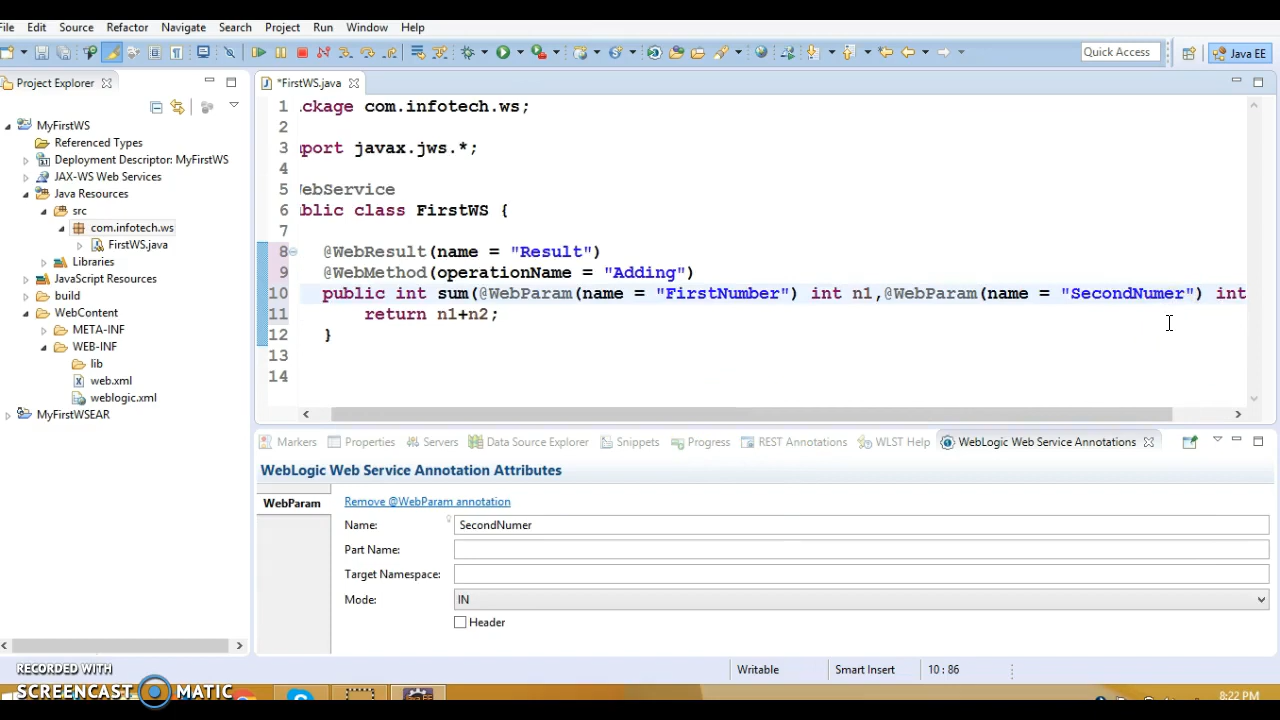 File Edit Source Refactor Navigate Search Project Run Window Help
Quick Access
Java EE
Project Explorer
*FirstWS.java
MyFirstWS
Referenced Types
Deployment Descriptor: MyFirstWS
JAX-WS Web Services
Java Resources
src
com.infotech.ws
FirstWS.java
Libraries
JavaScript Resources
build
WebContent
META-INF
WEB-INF
lib
web.xml
weblogic.xml
MyFirstWSEAR
1 ckage com.infotech.ws;
2
3 port javax.jws.*;
4
5 WebService
6 blic class FirstWS {
7
8 @WebResult(name = "Result")
9 @WebMethod(operationName = "Adding")
10 public int sum(@WebParam(name = "FirstNumber") int n1,@WebParam(name = "SecondNumer") int
11 return n1+n2;
12 }
13
14
Markers Properties Servers Data Source Explorer Snippets Progress REST Annotations WLST Help WebLogic Web Service Annotations
WebLogic Web Service Annotation Attributes
WebParam
Remove @WebParam annotation
Name: SecondNumer
Part Name:
Target Namespace:
Mode: IN
Header
Writable Smart Insert 10 : 86
RECORDED WITH
SCREENCAST MATIC
8:22 PM